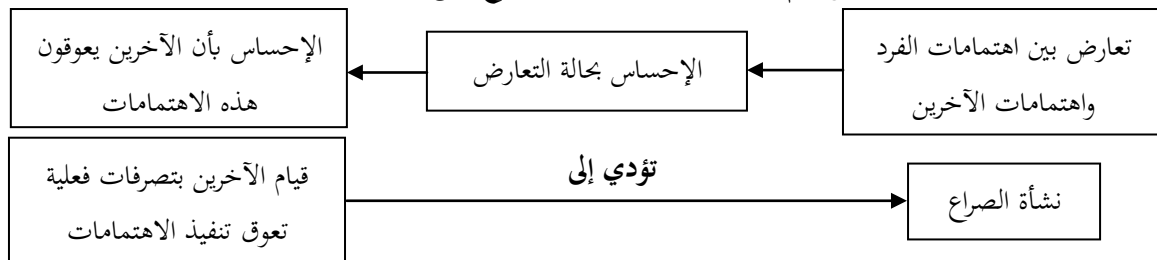 تعارض بين اهتمامات الفرد
واهتمامات الآخرين
الإحساس بحالة التعارض
الإحساس بأن الآخرين يعوقون
هذه الاهتمامات
قيام الآخرين بتصرفات فعلية
تعوق تنفيذ الاهتمامات
تؤدي إلى
نشأة الصراع